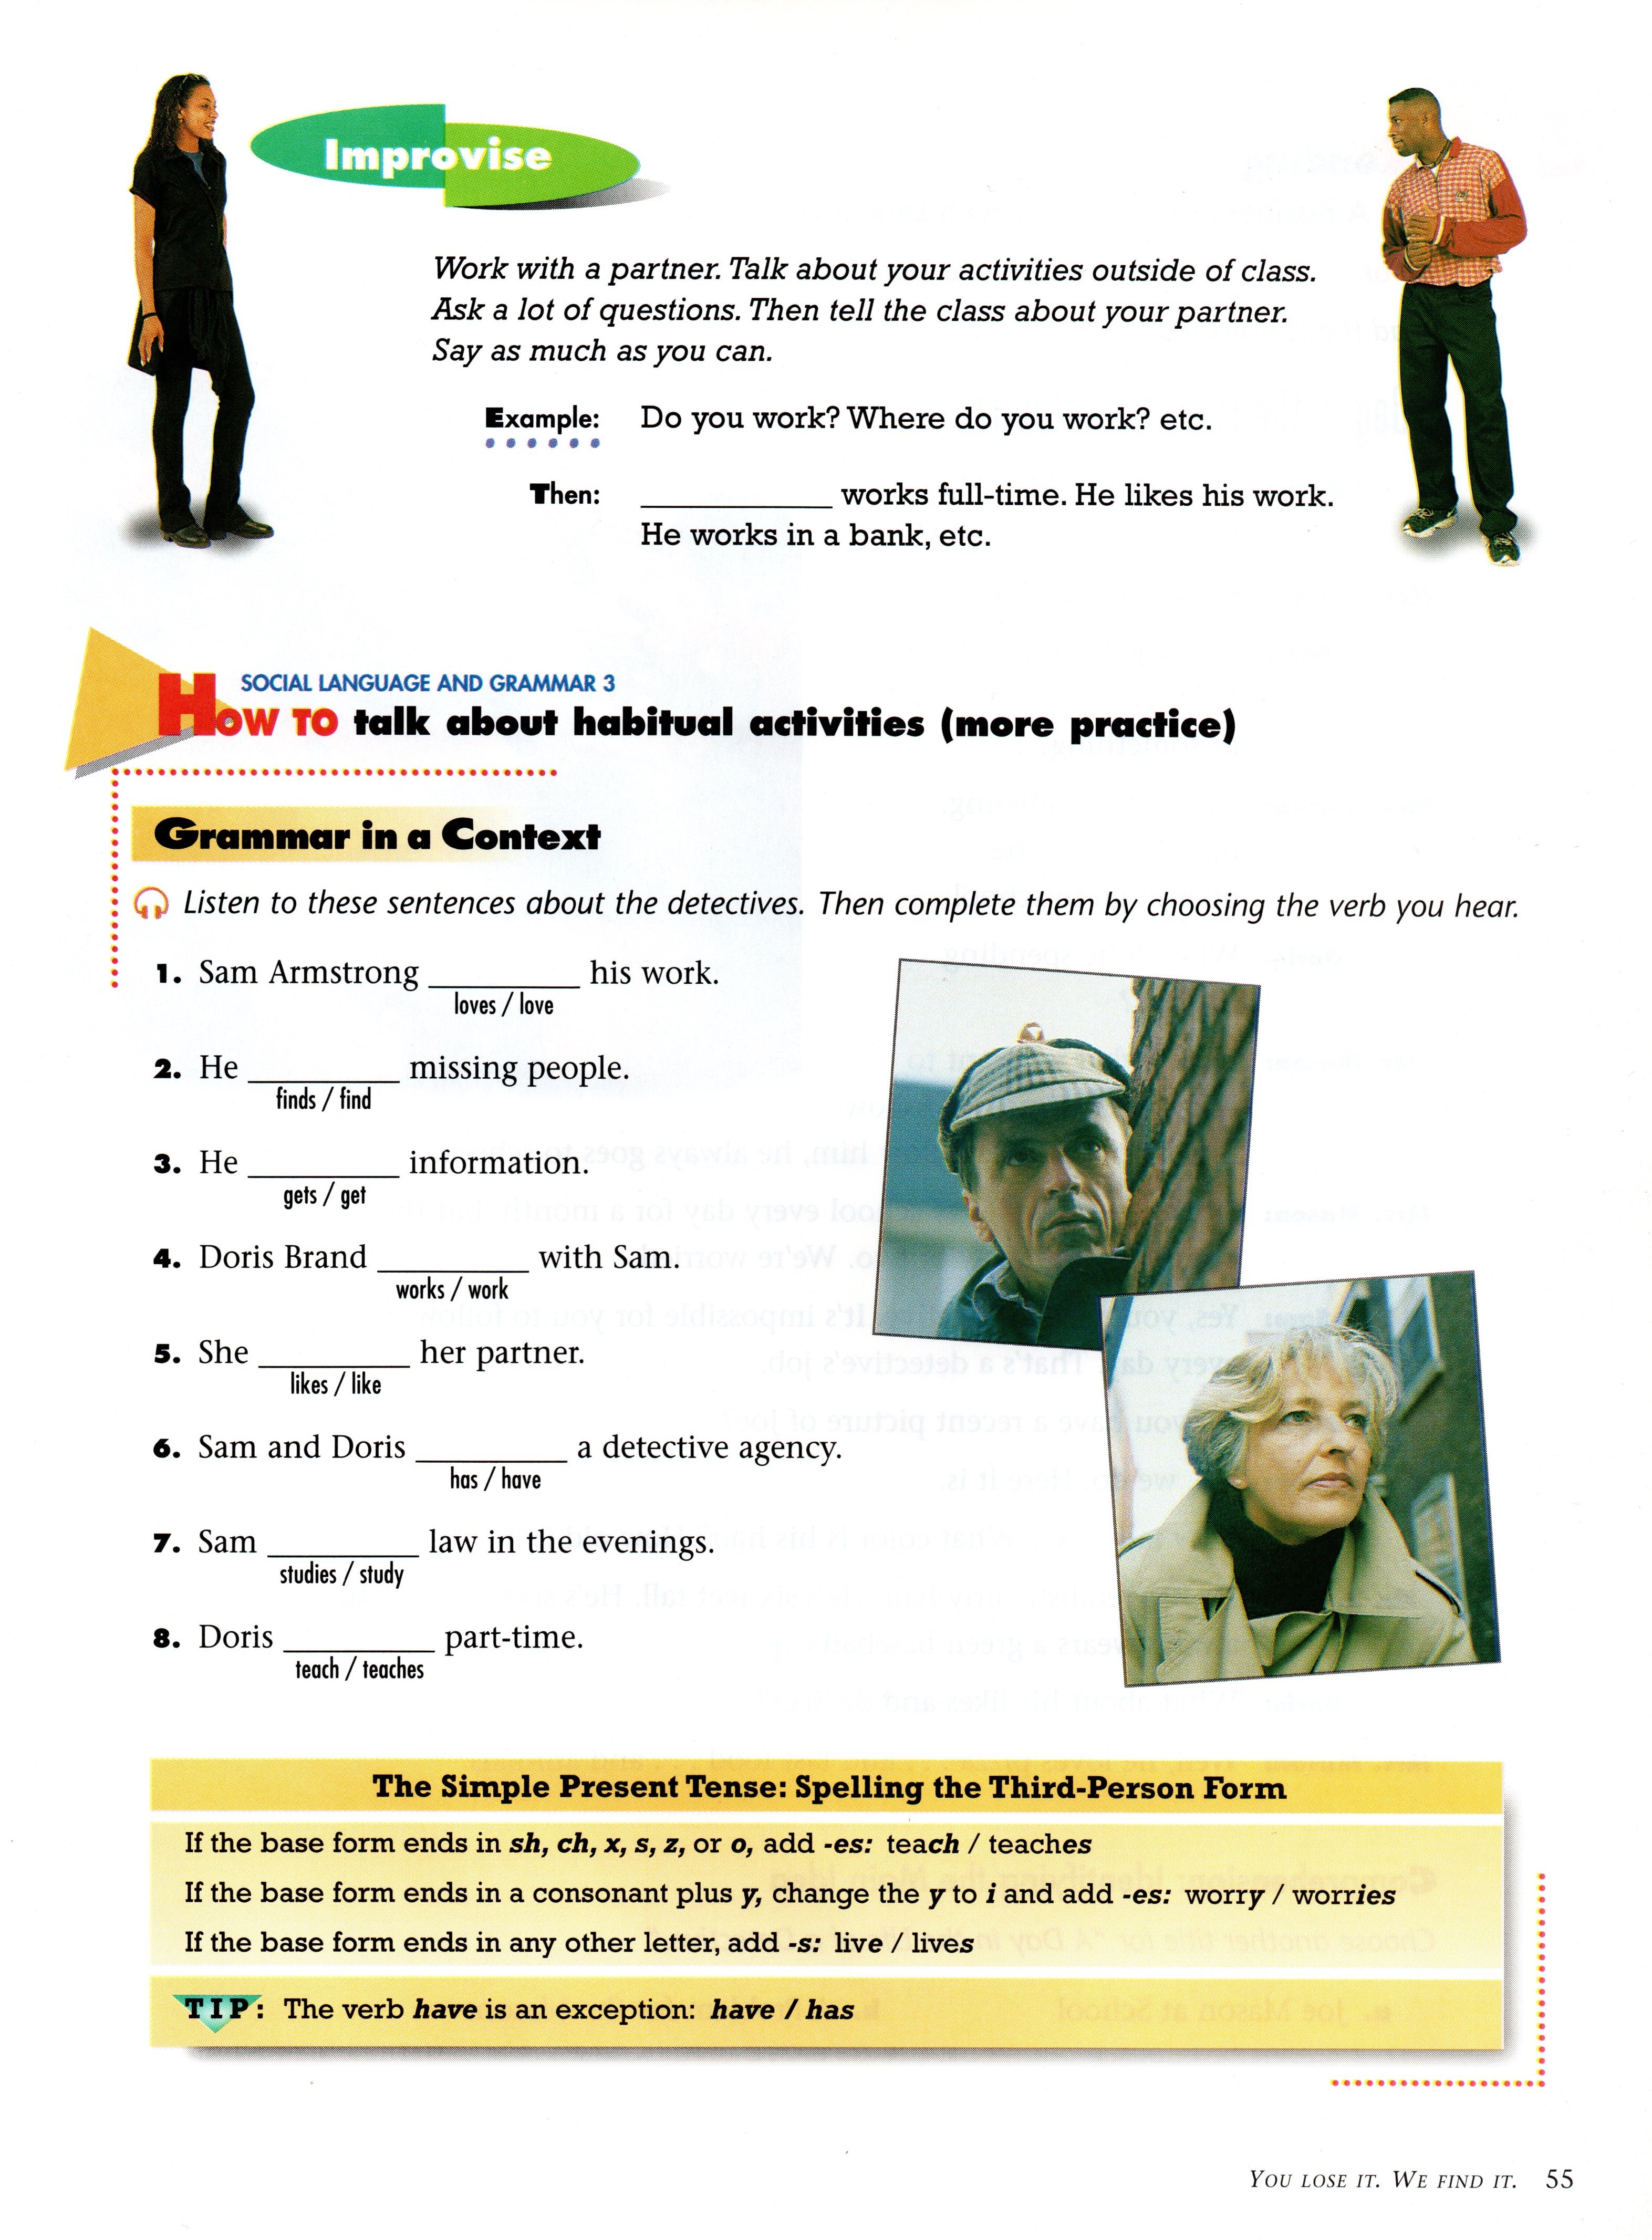 Improvise
Work with a partner. Talk about your activities outside of class.
Ask a lot of questions. Then tell the class about your partner.
Say as much as you can.
Example: Do you work? Where do you work? etc.
Then: ____________ works full-time. He likes his work.
He works in a bank, etc.
SOCIAL LANGUAGE AND GRAMMAR 3
HOW TO talk about habitual activities (more practice)
Grammar in a Context
Listen to these sentences about the detectives. Then complete them by choosing the verb you hear.
1. Sam Armstrong __________ his work.
loves / love
2. He __________ missing people.
finds / find
3. He __________ information.
gets / get
4. Doris Brand __________ with Sam.
works / work
5. She __________ her partner.
likes / like
6. Sam and Doris __________ a detective agency.
has / have
7. Sam __________ law in the evenings.
studies / study
8. Doris __________ part-time.
teach / teaches
The Simple Present Tense: Spelling the Third-Person Form
If the base form ends in sh, ch, x, s, z, or o, add -es: teach / teaches
If the base form ends in a consonant plus y, change the y to i and add -es: worry / worries
If the base form ends in any other letter, add -s: live / lives
TIP: The verb have is an exception: have / has
YOU LOSE IT. WE FIND IT. 55